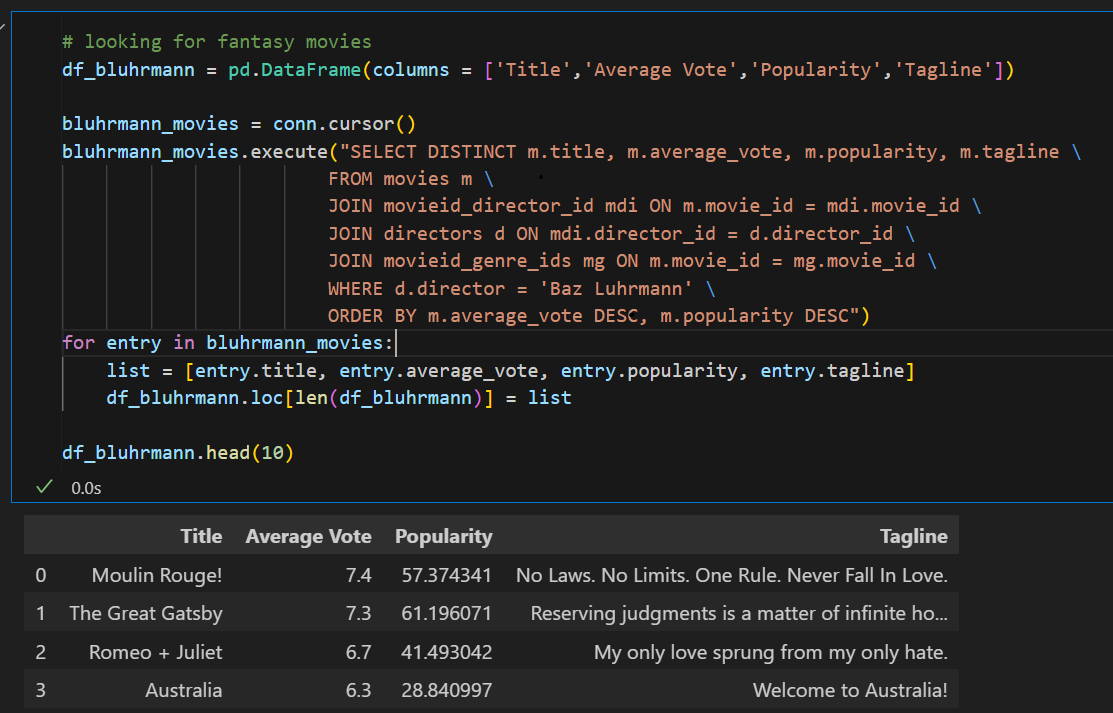 # looking for fantasy movies
df_bluhrmann = pd.DataFrame(columns = ['Title','Average Vote','Popularity','Tagline'])
bluhrmann_movies = conn.cursor()
bluhrmann_movies.execute("SELECT DISTINCT m.title, m.average_vote, m.popularity, m.tagline \
FROM movies m \
JOIN movieid_director_id mdi ON m.movie_id = mdi.movie_id \
JOIN directors d ON mdi.director_id = d.director_id \
JOIN movieid_genre_ids mg ON m.movie_id = mg.movie_id \
WHERE d.director = 'Baz Luhrmann' \
ORDER BY m.average_vote DESC, m.popularity DESC")
for entry in bluhrmann_movies:
list = [entry.title, entry.average_vote, entry.popularity, entry.tagline]
df_bluhrmann.loc[len(df_bluhrmann)] = list
df_bluhrmann.head(10)
0.0s
Title Average Vote Popularity Tagline
0 Moulin Rouge! 7.4 57.374341 No Laws. No Limits. One Rule. Never Fall In Love.
1 The Great Gatsby 7.3 61.196071 Reserving judgments is a matter of infinite ho...
2 Romeo + Juliet 6.7 41.493042 My only love sprung from my only hate.
3 Australia 6.3 28.840997 Welcome to Australia!